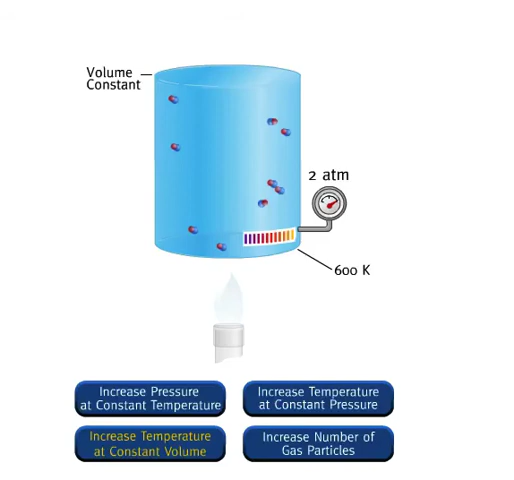 Volume
Constant
2 atm
600 K
Increase Pressure
at Constant Temperature
Increase Temperature
at Constant Pressure
Increase Temperature
at Constant Volume
Increase Number of
Gas Particles